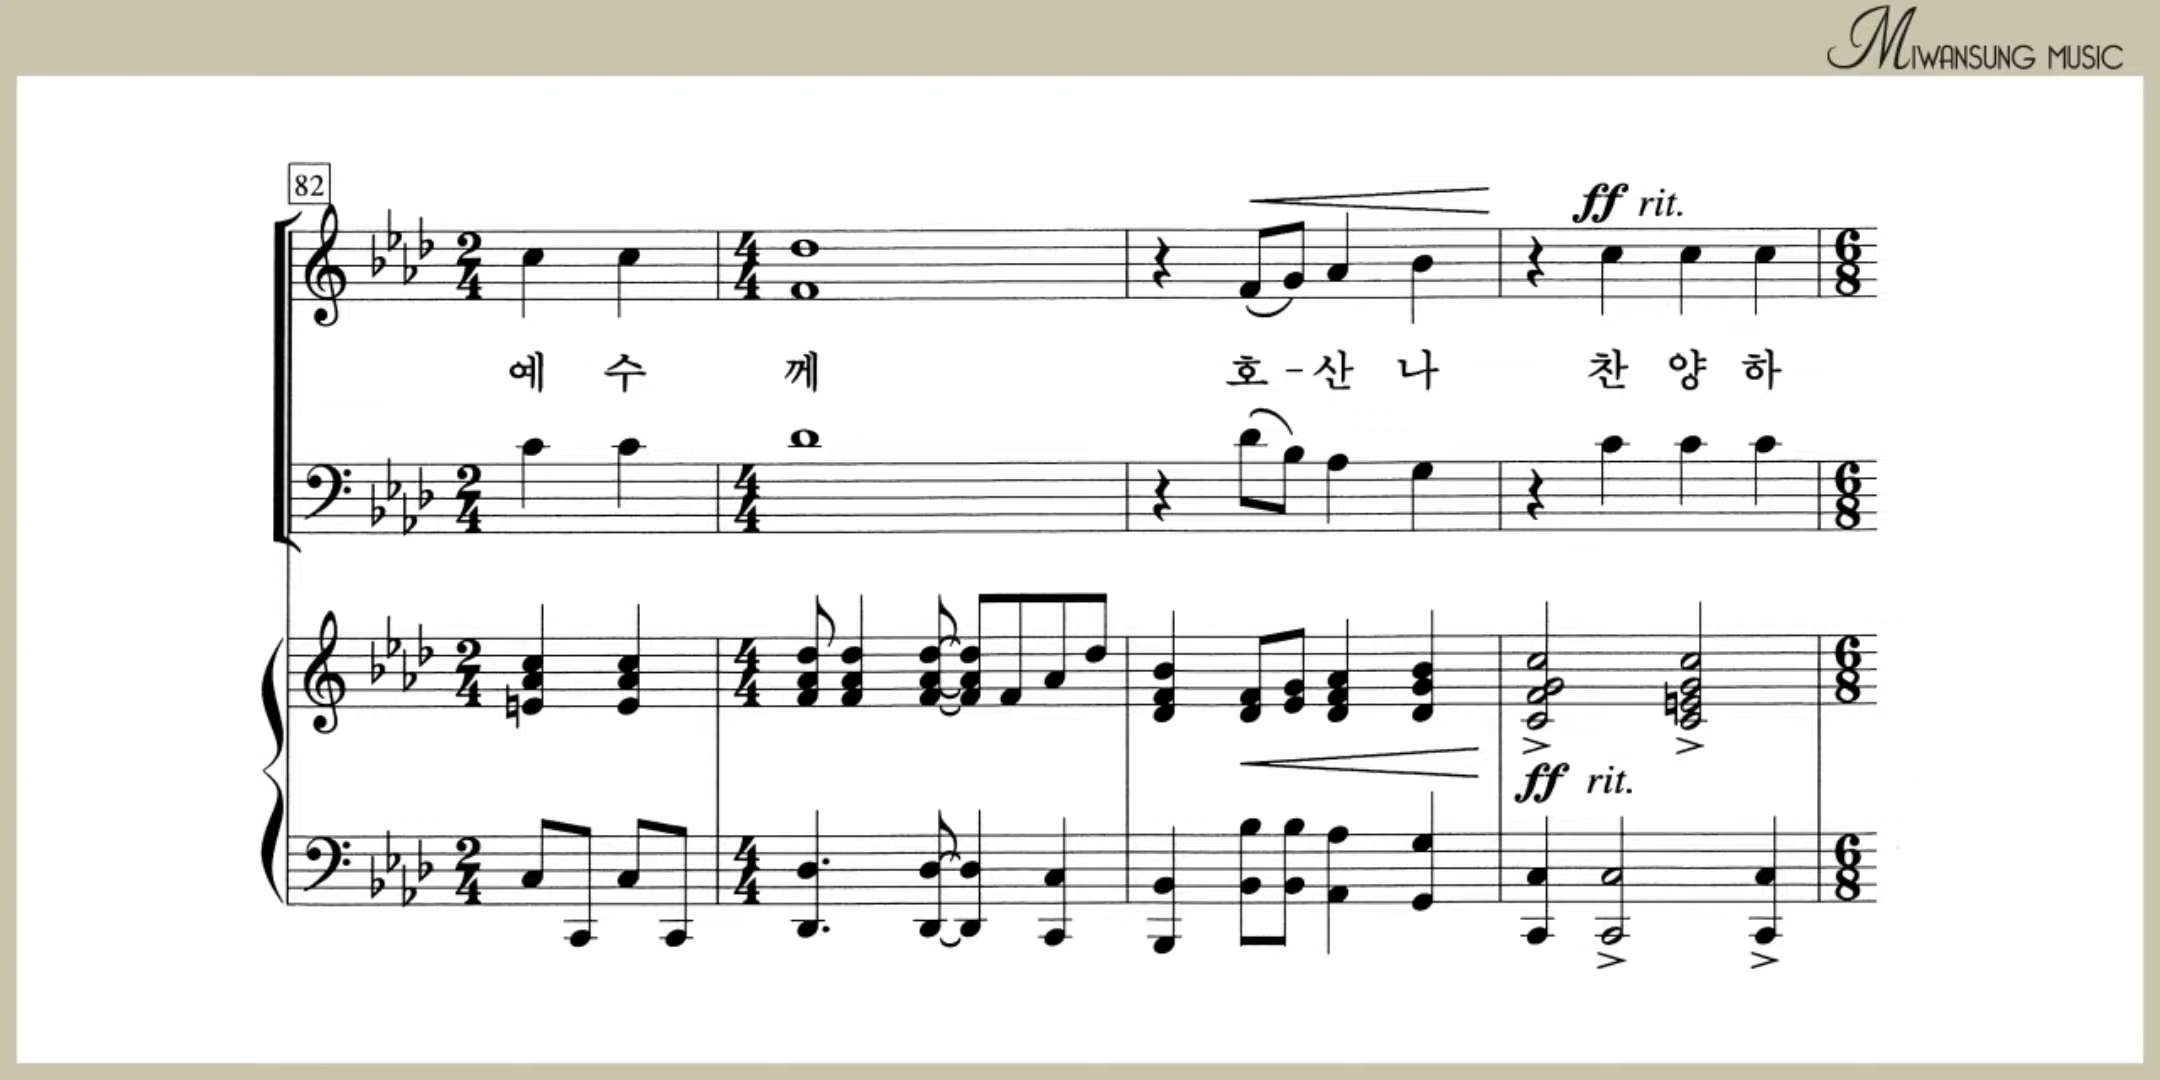 MIWANSUNG MUSIC
82
ff rit.
예 수 께 호 - 산 나 찬 양 하
ff rit.